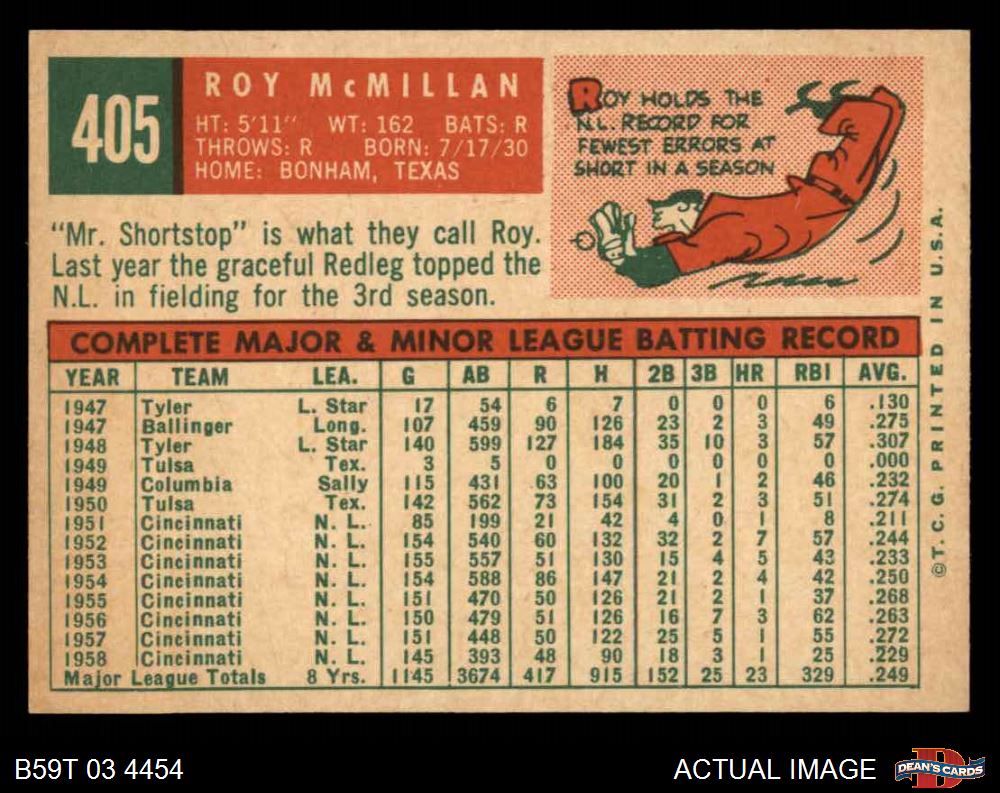 405
ROY McMILLAN
HT: 5'11" WT: 162 BATS: R
THROWS: R BORN: 7/17/30
HOME: BONHAM, TEXAS
ROY HOLDS THE
N.L. RECORD FOR
FEWEST ERRORS AT
SHORT IN A SEASON
"Mr. Shortstop" is what they call Roy.
Last year the graceful Redleg topped the
N.L. in fielding for the 3rd season.
COMPLETE MAJOR & MINOR LEAGUE BATTING RECORD
YEAR TEAM LEA. G AB R H 2B 3B HR RBI AVG.
1947 Tyler L. Star 17 54 6 7 0 0 0 6 .130
1947 Ballinger Long. 107 459 90 126 23 2 3 49 .275
1948 Tyler L. Star 140 599 127 184 35 10 3 57 .307
1949 Tulsa Tex. 3 5 0 0 0 0 0 0 .000
1949 Columbia Sally 115 431 63 100 20 1 2 46 .232
1950 Tulsa Tex. 142 562 73 154 31 2 3 51 .274
1951 Cincinnati N. L. 85 199 21 42 4 0 1 8 .211
1952 Cincinnati N. L. 154 540 60 132 32 2 7 57 .244
1953 Cincinnati N. L. 155 557 51 130 15 4 5 43 .233
1954 Cincinnati N. L. 154 588 86 147 21 2 4 42 .250
1955 Cincinnati N. L. 151 470 50 126 21 2 1 37 .268
1956 Cincinnati N. L. 150 479 51 126 16 7 3 62 .263
1957 Cincinnati N. L. 151 448 50 122 25 5 1 55 .272
1958 Cincinnati N. L. 145 393 48 90 18 3 1 25 .229
Major League Totals 8 Yrs. 1145 3674 417 915 152 25 23 329 .249
©T. C. G. PRINTED IN U.S.A.
B59T 03 4454
ACTUAL IMAGE
DEAN'S CARDS